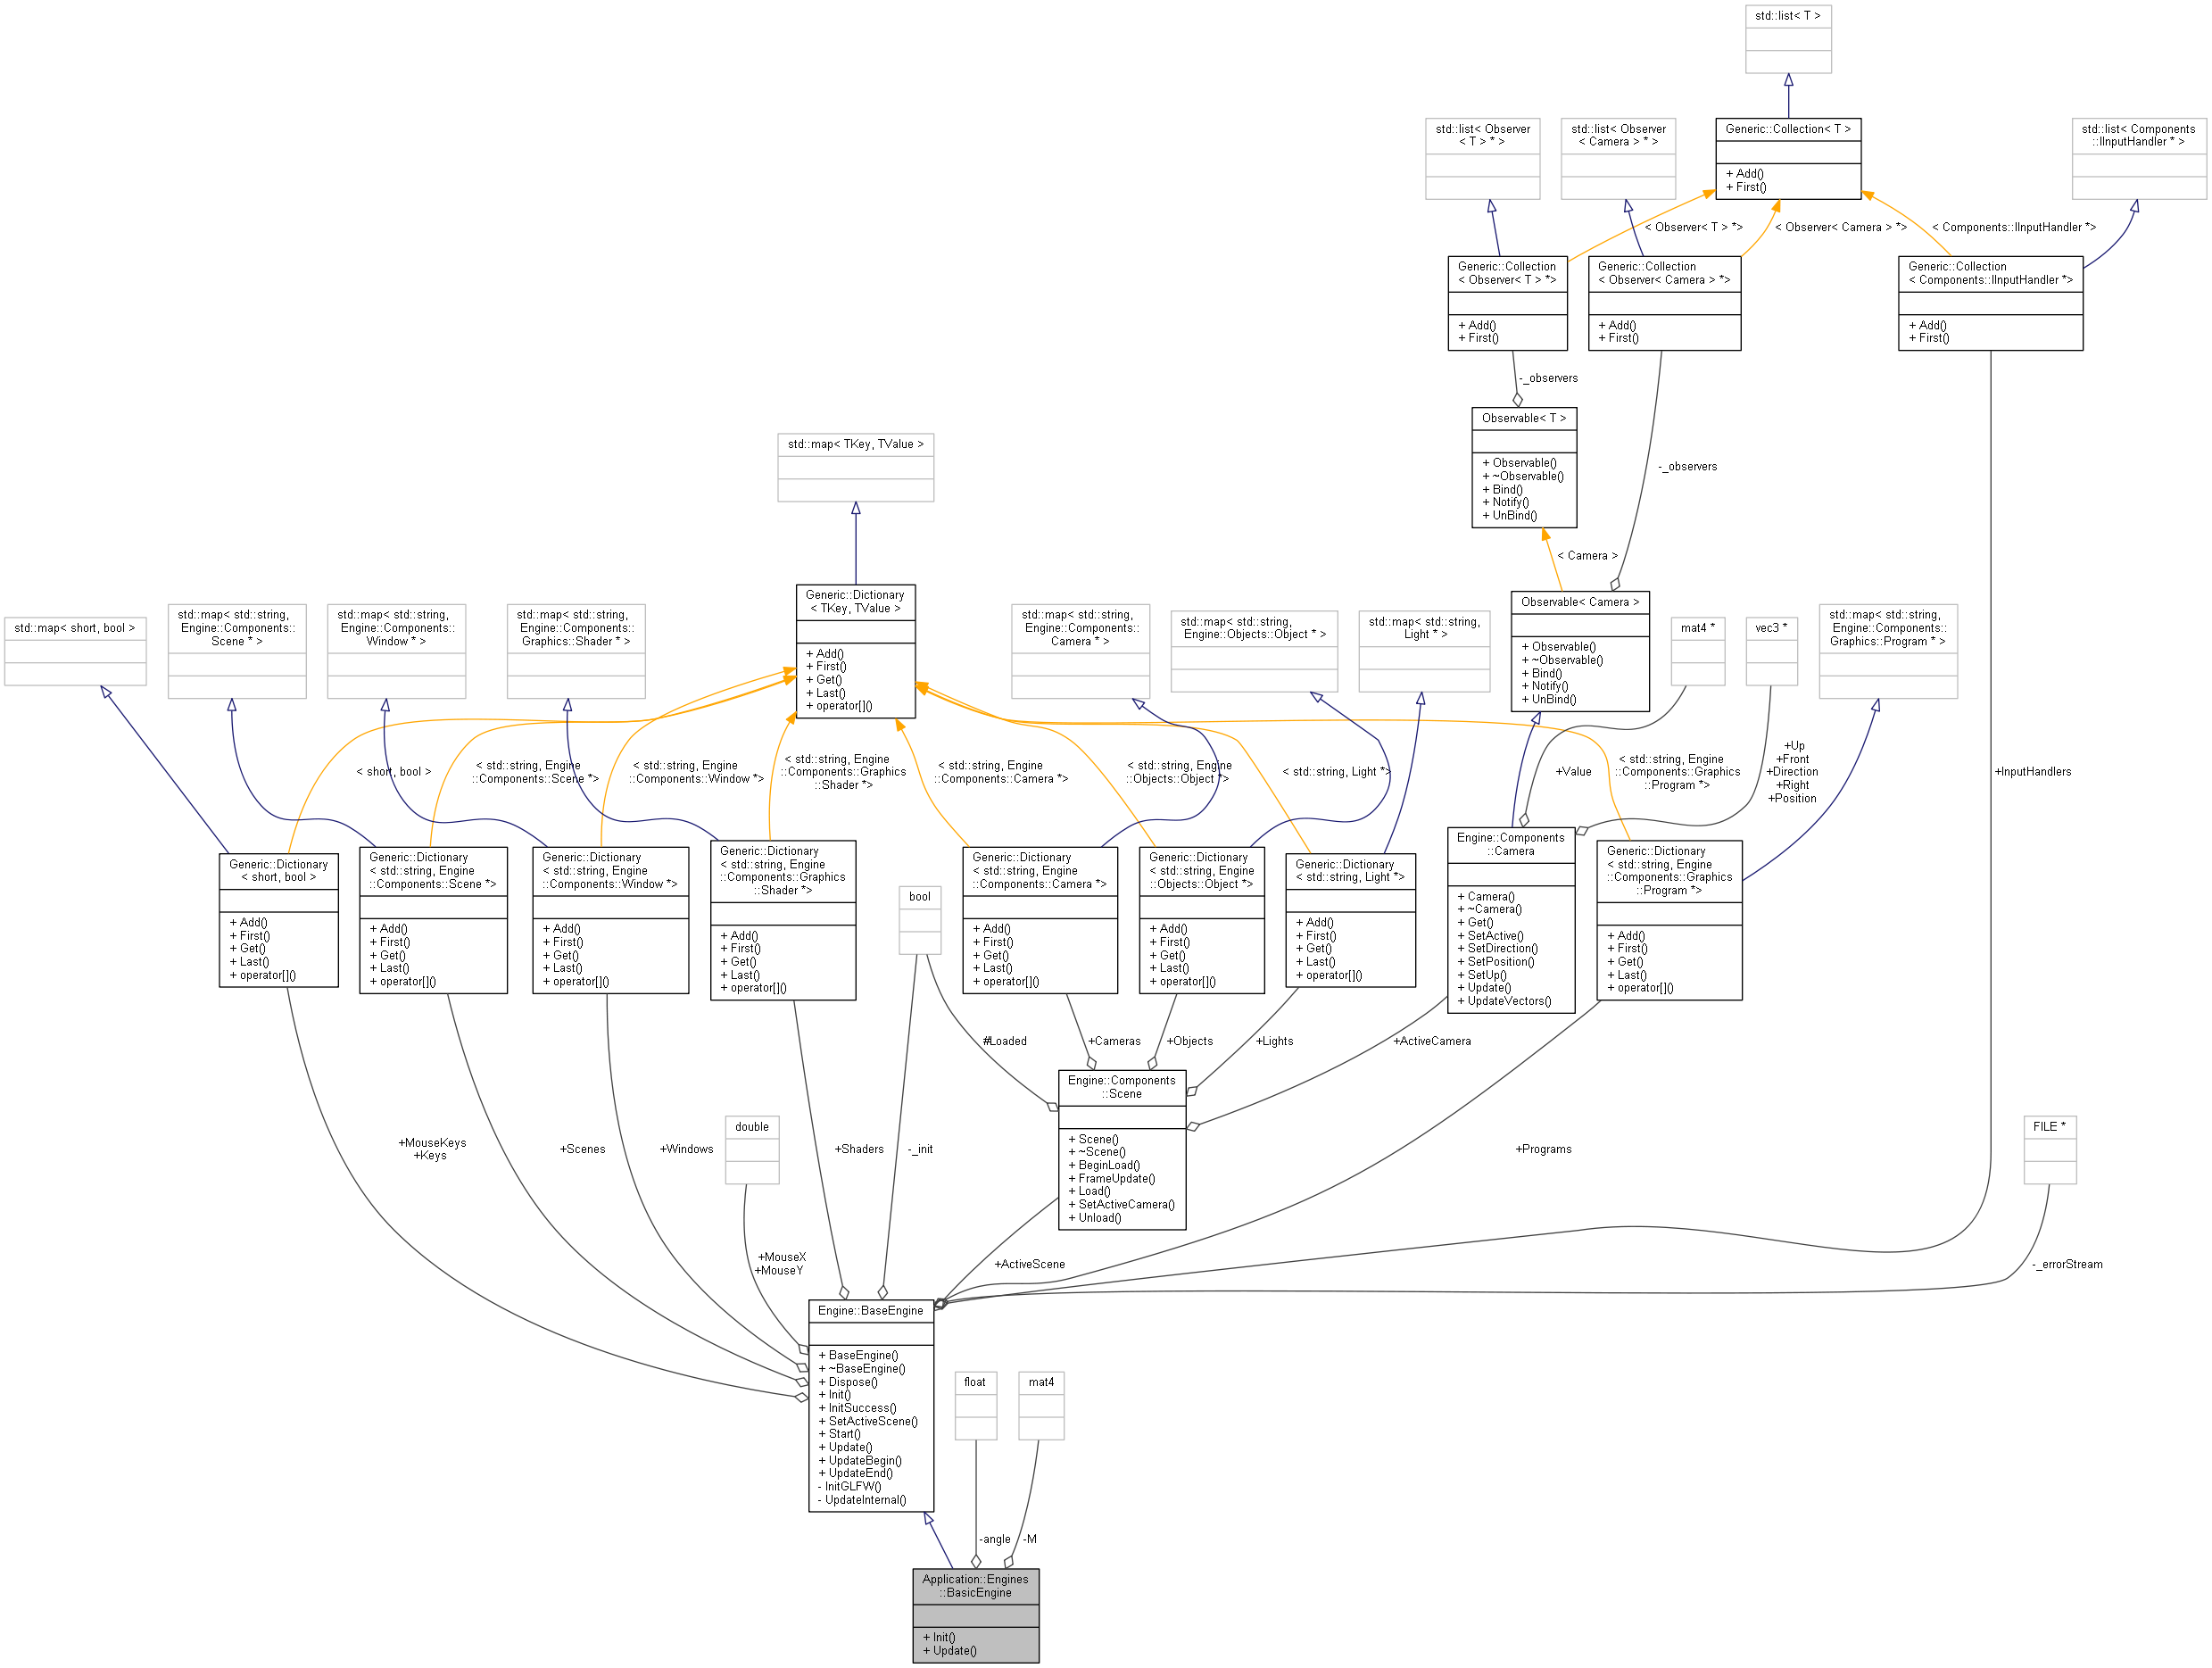 std::list< T >
std::list< Observer
< T > * >
std::list< Observer
< Camera > * >
Generic::Collection< T >
+ Add()
+ First()
std::list< Components
::IInputHandler * >
< Observer< T > *>
< Observer< Camera > *>
< Components::IInputHandler *>
Generic::Collection
< Observer< T > *>
+ Add()
+ First()
Generic::Collection
< Observer< Camera > *>
+ Add()
+ First()
Generic::Collection
< Components::IInputHandler *>
+ Add()
+ First()
-_observers
Observable< T >
+ Observable()
+ ~Observable()
+ Bind()
+ Notify()
+ UnBind()
-_observers
std::map< TKey, TValue >
< Camera >
Generic::Dictionary
< TKey, TValue >
+ Add()
+ First()
+ Get()
+ Last()
+ operator[]()
Observable< Camera >
+ Observable()
+ ~Observable()
+ Bind()
+ Notify()
+ UnBind()
std::map< short, bool >
std::map< std::string,
Engine::Components::
Scene * >
std::map< std::string,
Engine::Components::
Window * >
std::map< std::string,
Engine::Components::
Graphics::Shader * >
std::map< std::string,
Engine::Components::
Camera * >
std::map< std::string,
Engine::Objects::Object * >
std::map< std::string,
Light * >
mat4 *
vec3 *
std::map< std::string,
Engine::Components::
Graphics::Program * >
< short, bool >
< std::string, Engine
::Components::Scene *>
< std::string, Engine
::Components::Window *>
< std::string, Engine
::Components::Graphics
::Shader *>
< std::string, Engine
::Components::Camera *>
< std::string, Engine
::Objects::Object *>
< std::string, Light *>
+Value
< std::string, Engine
::Components::Graphics
::Program *>
+Up
+Front
+Direction
+Right
+Position
+InputHandlers
Generic::Dictionary
< short, bool >
+ Add()
+ First()
+ Get()
+ Last()
+ operator[]()
Generic::Dictionary
< std::string, Engine
::Components::Scene *>
+ Add()
+ First()
+ Get()
+ Last()
+ operator[]()
Generic::Dictionary
< std::string, Engine
::Components::Window *>
+ Add()
+ First()
+ Get()
+ Last()
+ operator[]()
Generic::Dictionary
< std::string, Engine
::Components::Graphics
::Shader *>
+ Add()
+ First()
+ Get()
+ Last()
+ operator[]()
bool
Generic::Dictionary
< std::string, Engine
::Components::Camera *>
+ Add()
+ First()
+ Get()
+ Last()
+ operator[]()
Generic::Dictionary
< std::string, Engine
::Objects::Object *>
+ Add()
+ First()
+ Get()
+ Last()
+ operator[]()
Generic::Dictionary
< std::string, Light *>
+ Add()
+ First()
+ Get()
+ Last()
+ operator[]()
Engine::Components
::Camera
+ Camera()
+ ~Camera()
+ Get()
+ SetActive()
+ SetDirection()
+ SetPosition()
+ SetUp()
+ Update()
+ UpdateVectors()
Generic::Dictionary
< std::string, Engine
::Components::Graphics
::Program *>
+ Add()
+ First()
+ Get()
+ Last()
+ operator[]()
#Loaded
+Cameras
+Objects
+Lights
+ActiveCamera
Engine::Components
::Scene
+ Scene()
+ ~Scene()
+ BeginLoad()
+ FrameUpdate()
+ Load()
+ SetActiveCamera()
+ Unload()
+MouseKeys
+Keys
+Scenes
+Windows
double
+Shaders
-_init
+Programs
FILE *
+MouseX
+MouseY
+ActiveScene
-_errorStream
Engine::BaseEngine
+ BaseEngine()
+ ~BaseEngine()
+ Dispose()
+ Init()
+ InitSuccess()
+ SetActiveScene()
+ Start()
+ Update()
+ UpdateBegin()
+ UpdateEnd()
- InitGLFW()
- UpdateInternal()
float
mat4
-angle
-M
Application::Engines
::BasicEngine
+ Init()
+ Update()